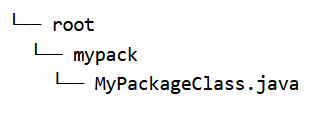 └── root
└── mypack
└── MyPackageClass.java